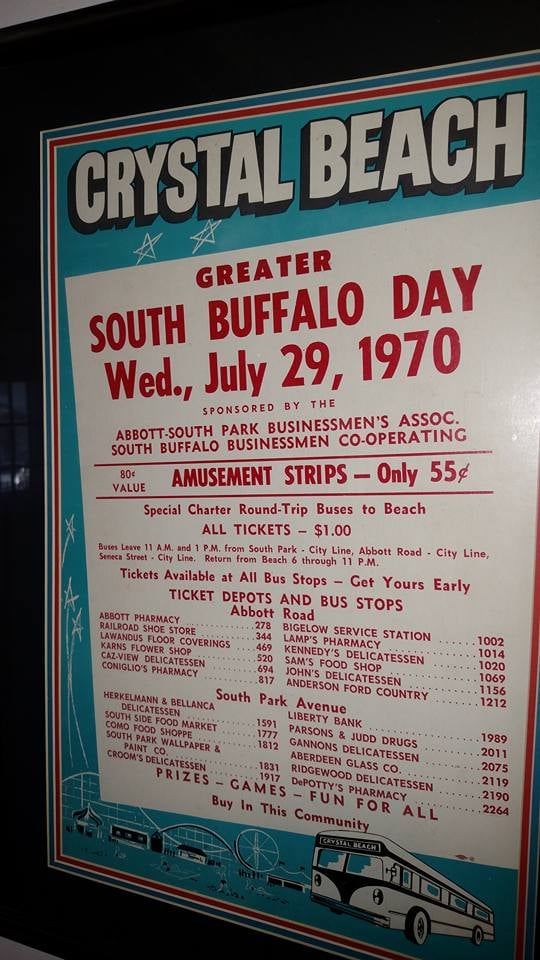 CRYSTAL BEACH
GREATER
SOUTH BUFFALO DAY
Wed., July 29, 1970
SPONSORED BY THE
ABBOTT-SOUTH PARK BUSINESSMEN'S ASSOC.
SOUTH BUFFALO BUSINESSMEN CO-OPERATING
80¢ VALUE
AMUSEMENT STRIPS — Only 55¢
Special Charter Round-Trip Buses to Beach
ALL TICKETS — $1.00
Buses Leave 11 A.M. and 1 P.M. from South Park - City Line, Abbott Road - City Line,
Seneca Street - City Line. Return from Beach 6 through 11 P.M.
Tickets Available at All Bus Stops — Get Yours Early
TICKET DEPOTS AND BUS STOPS
Abbott Road
ABBOTT PHARMACY 278
RAILROAD SHOE STORE 344
LAWANDUS FLOOR COVERINGS 469
KARNS FLOWER SHOP 520
CAZ-VIEW DELICATESSEN 694
CONIGLIO'S PHARMACY 817
BIGELOW SERVICE STATION 1002
LAMP'S PHARMACY 1014
KENNEDY'S DELICATESSEN 1020
SAM'S FOOD SHOP 1069
JOHN'S DELICATESSEN 1156
ANDERSON FORD COUNTRY 1212
South Park Avenue
HERKELMANN & BELLANCA
DELICATESSEN 1591
SOUTH SIDE FOOD MARKET 1777
COMO FOOD SHOPPE 1812
SOUTH PARK WALLPAPER &
PAINT CO. 1831
CROOM'S DELICATESSEN 1917
LIBERTY BANK 1989
PARSONS & JUDD DRUGS 2011
GANNONS DELICATESSEN 2075
ABERDEEN GLASS CO. 2119
RIDGEWOOD DELICATESSEN 2190
DePOTTY'S PHARMACY 2264
PRIZES - GAMES - FUN FOR ALL
Buy In This Community
CRYSTAL BEACH